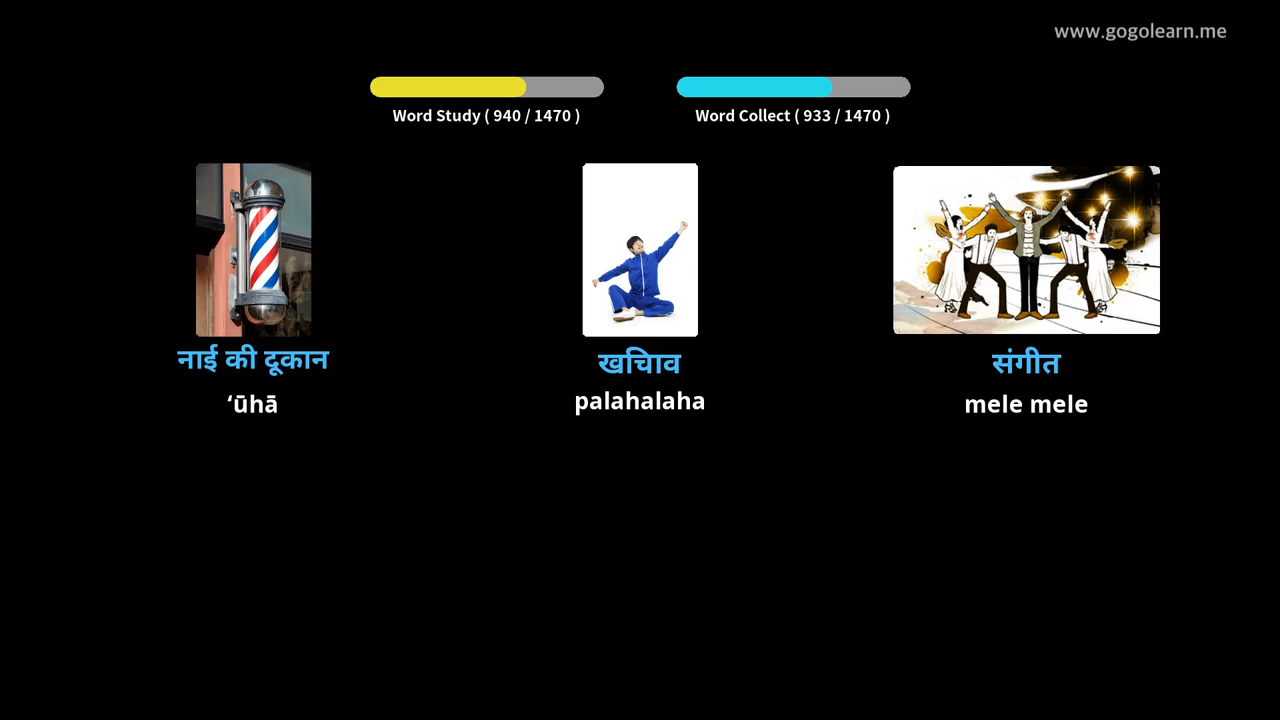 www.gogolearn.me
Word Study ( 940 / 1470 )
Word Collect ( 933 / 1470 )
नाई की दूकान
खचिाव
संगीत
ʻūhā
palahalaha
mele mele